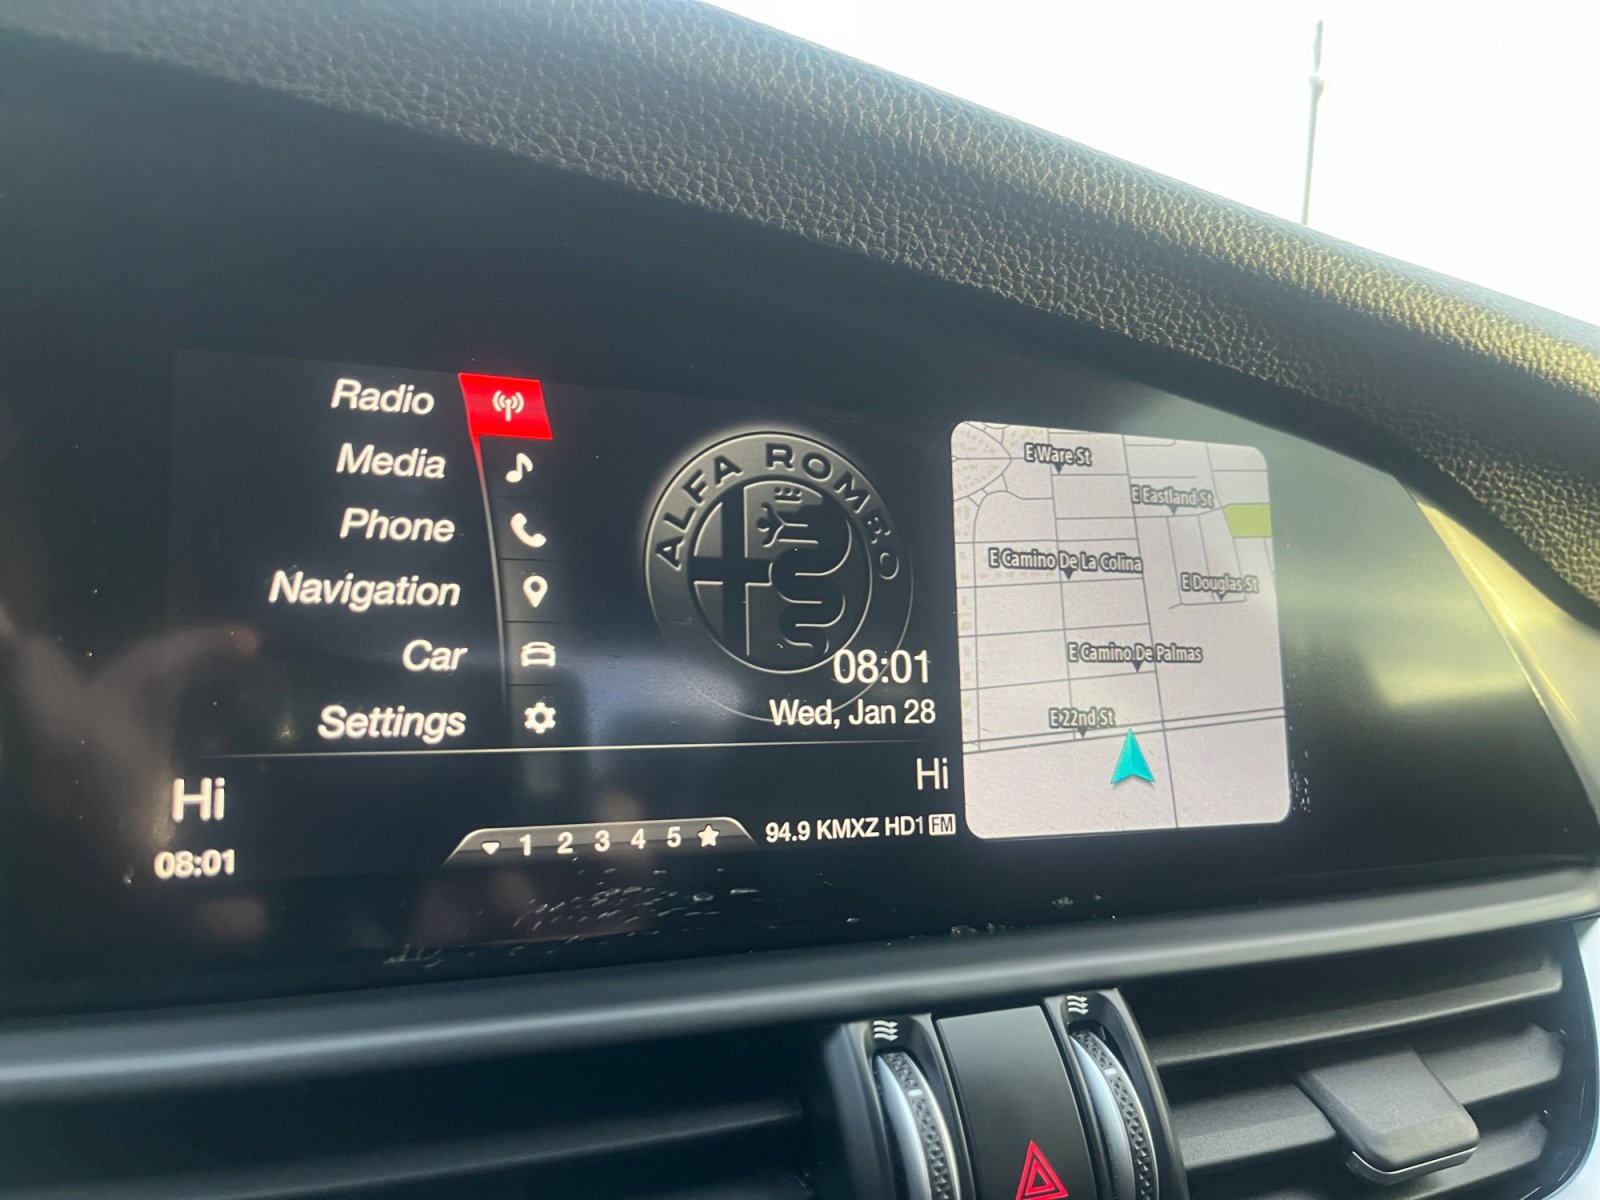 Radio
Media
Phone
Navigation
Car
Settings
ALFA ROMEO
08:01
Wed, Jan 28
Hi
08:01
1 2 3 4 5
Hi
94.9 KMXZ HD1 FM
E Ware St
E Eastland St
E Camino De La Colina
E Douglas St
E Camino De Palmas
E 22nd St